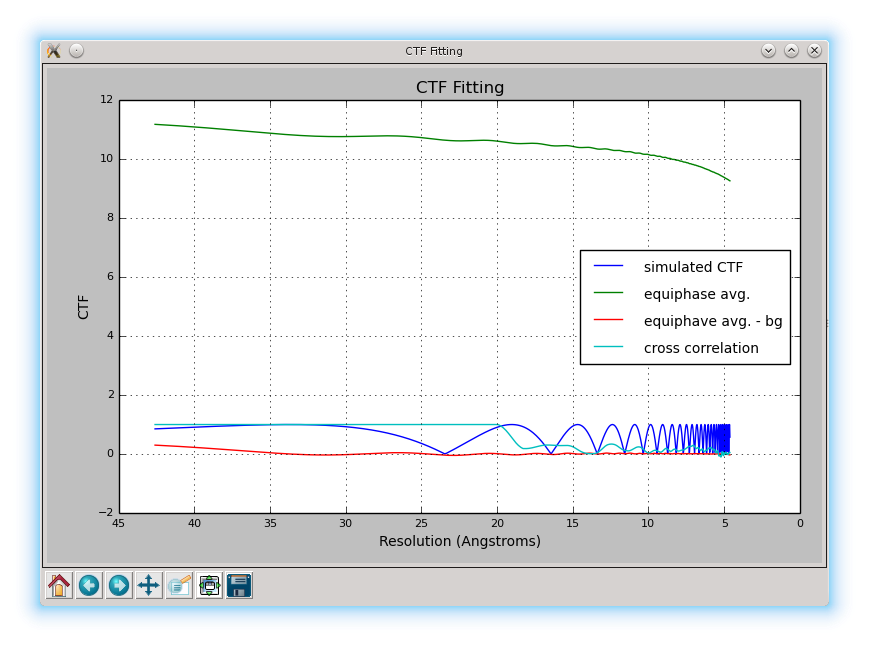 CTF Fitting
CTF Fitting
12
10
8
6
4
2
0
−2
CTF
simulated CTF
equiphase avg.
equiphave avg. - bg
cross correlation
45 40 35 30 25 20 15 10 5 0
Resolution (Angstroms)